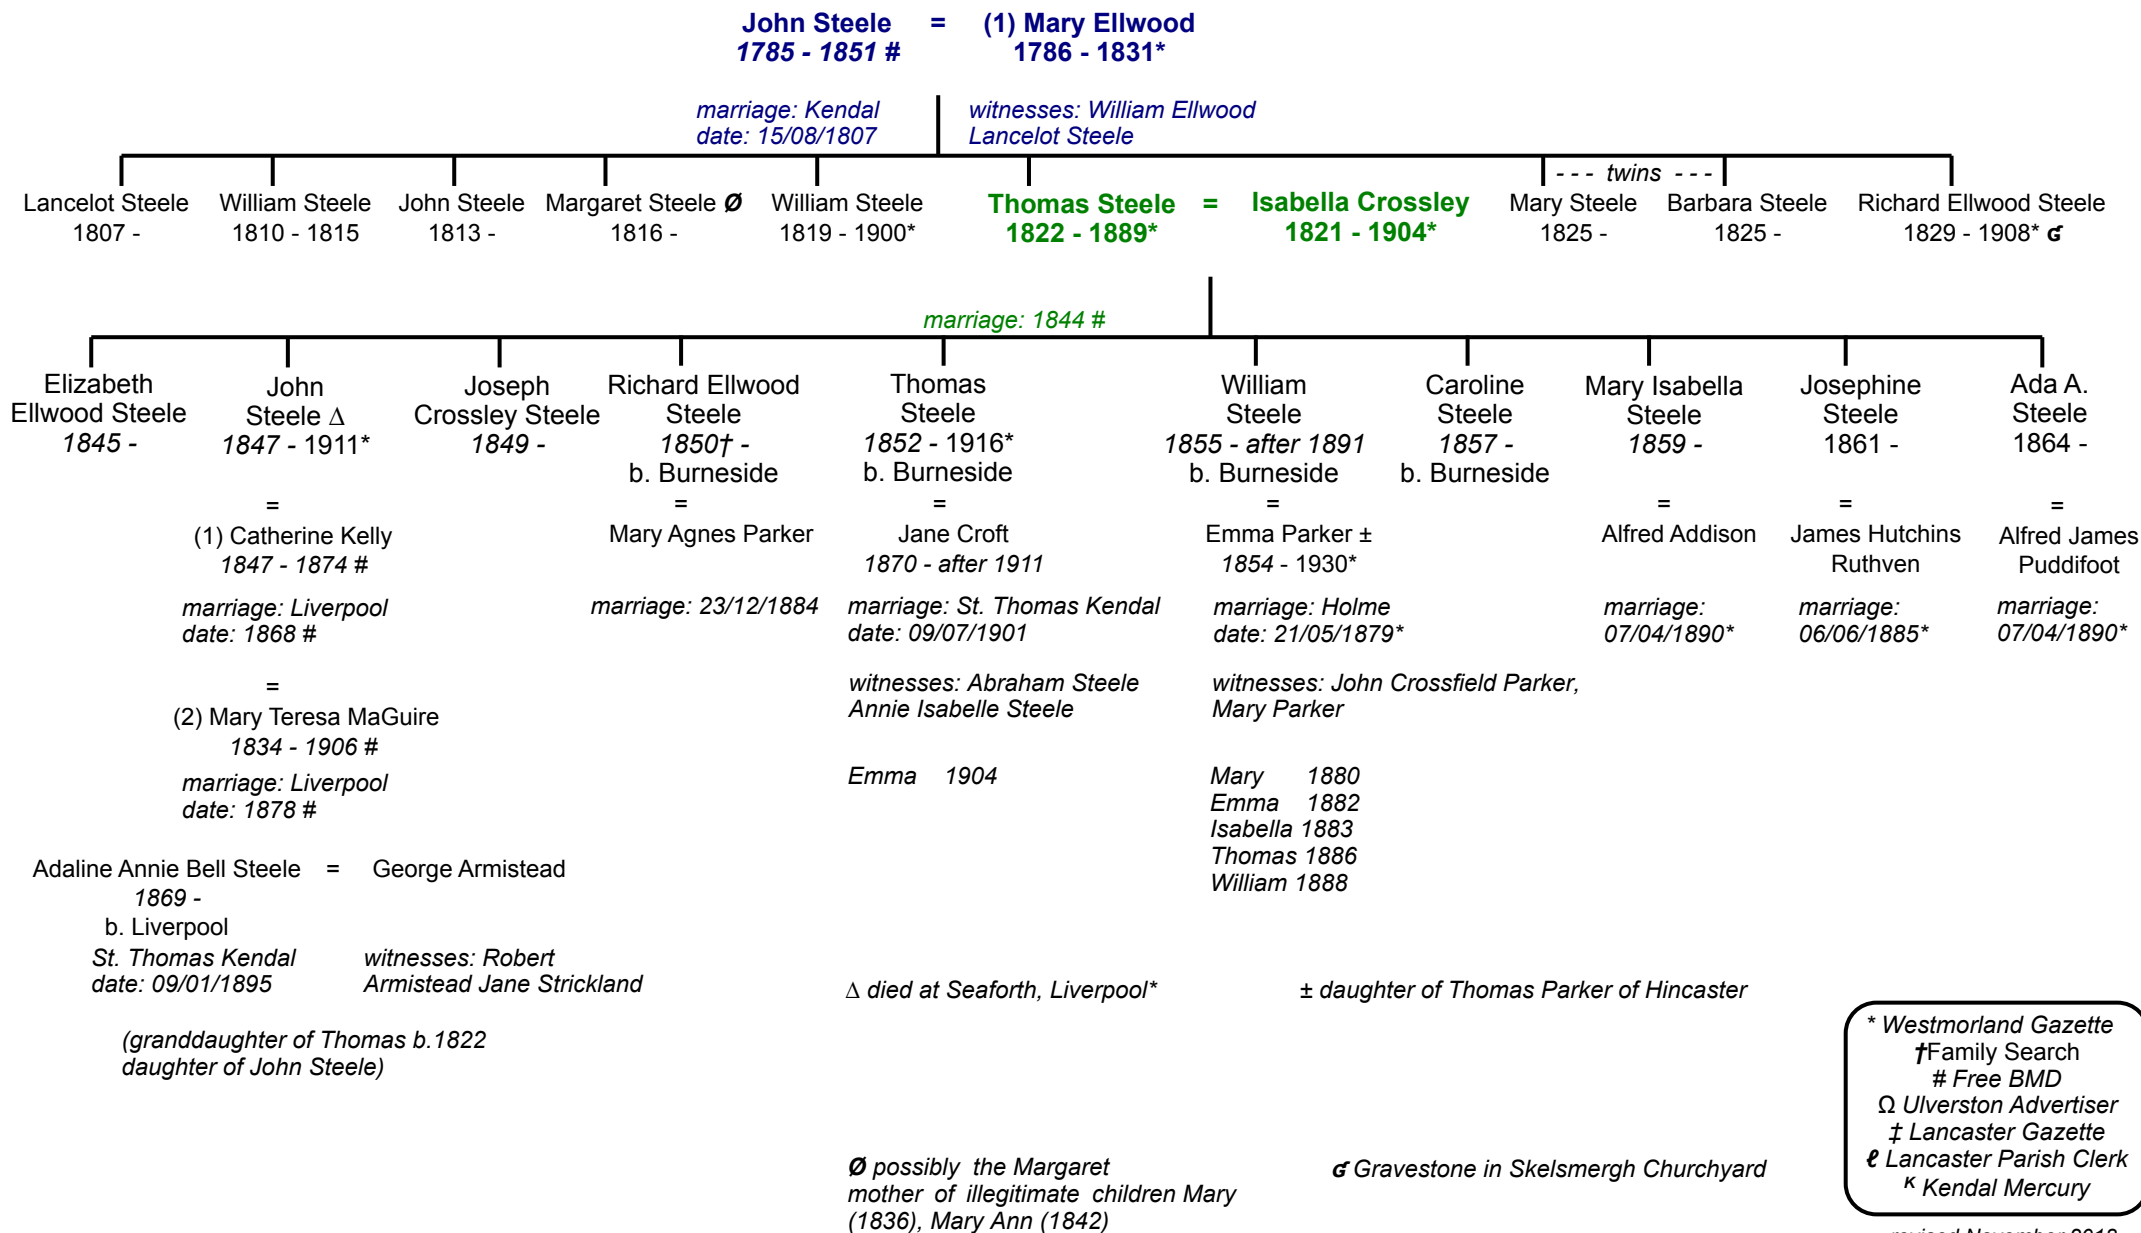 John Steele = (1) Mary Ellwood
1785 - 1851 # 1786 - 1831*
marriage: Kendal witnesses: William Ellwood
date: 15/08/1807 Lancelot Steele
--- twins ---
Lancelot Steele William Steele John Steele Margaret Steele Ø William Steele Thomas Steele = Isabella Crossley Mary Steele Barbara Steele Richard Ellwood Steele
1807 - 1810 - 1815 1813 - 1816 - 1819 - 1900* 1822 - 1889* 1821 - 1904* 1825 - 1825 - 1829 - 1908* ɠ
marriage: 1844 #
Elizabeth
Ellwood Steele
1845 -
John
Steele Δ
1847 - 1911*
=
(1) Catherine Kelly
1847 - 1874 #
marriage: Liverpool
date: 1868 #
=
(2) Mary Teresa MaGuire
1834 - 1906 #
marriage: Liverpool
date: 1878 #
Joseph
Crossley Steele
1849 -
Richard Ellwood
Steele
1850† -
b. Burneside
=
Mary Agnes Parker
marriage: 23/12/1884
Thomas
Steele
1852 - 1916*
b. Burneside
=
Jane Croft
1870 - after 1911
marriage: St. Thomas Kendal
date: 09/07/1901
witnesses: Abraham Steele
Annie Isabelle Steele
Emma 1904
William
Steele
1855 - after 1891
b. Burneside
=
Emma Parker ±
1854 - 1930*
marriage: Holme
date: 21/05/1879*
witnesses: John Crossfield Parker,
Mary Parker
Mary 1880
Emma 1882
Isabella 1883
Thomas 1886
William 1888
Caroline
Steele
1857 -
b. Burneside
Mary Isabella
Steele
1859 -
=
Alfred Addison
marriage:
07/04/1890*
Josephine
Steele
1861 -
=
James Hutchins
Ruthven
marriage:
06/06/1885*
Ada A.
Steele
1864 -
=
Alfred James
Puddifoot
marriage:
07/04/1890*
Adaline Annie Bell Steele = George Armistead
1869 -
b. Liverpool
St. Thomas Kendal witnesses: Robert
date: 09/01/1895 Armistead Jane Strickland
(granddaughter of Thomas b.1822
daughter of John Steele)
Δ died at Seaforth, Liverpool*
± daughter of Thomas Parker of Hincaster
Ø possibly the Margaret
mother of illegitimate children Mary
(1836), Mary Ann (1842)
ɠ Gravestone in Skelsmergh Churchyard
* Westmorland Gazette
†Family Search
# Free BMD
Ω Ulverston Advertiser
‡ Lancaster Gazette
ℓ Lancaster Parish Clerk
K Kendal Mercury